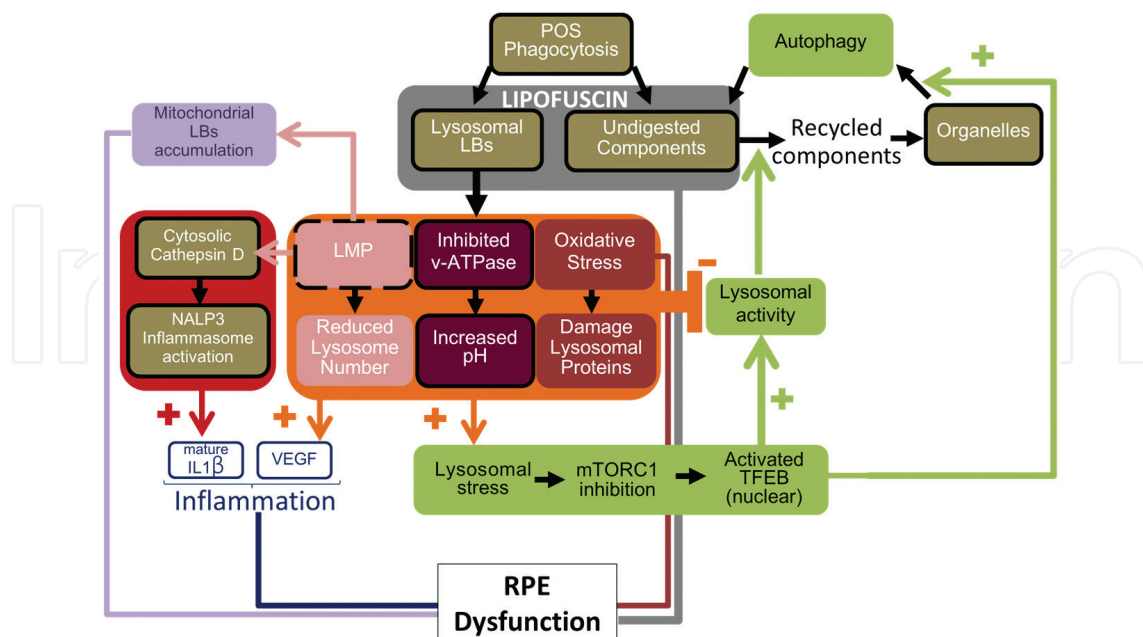 POS
Phagocytosis
Autophagy
+
LIPOFUSCIN
Mitochondrial
LBs
accumulation
Lysosomal
LBs
Undigested
Components
Recycled
components
Organelles
Cytosolic
Cathepsin D
LMP
Inhibited
v-ATPase
Oxidative
Stress
-
Lysosomal
activity
NALP3
Inflammasome
activation
Reduced
Lysosome
Number
Increased
pH
Damage
Lysosomal
Proteins
+
+
+
+
mature
IL1β
VEGF
Inflammation
Lysosomal
stress
mTORC1
inhibition
Activated
TFEB
(nuclear)
RPE
Dysfunction